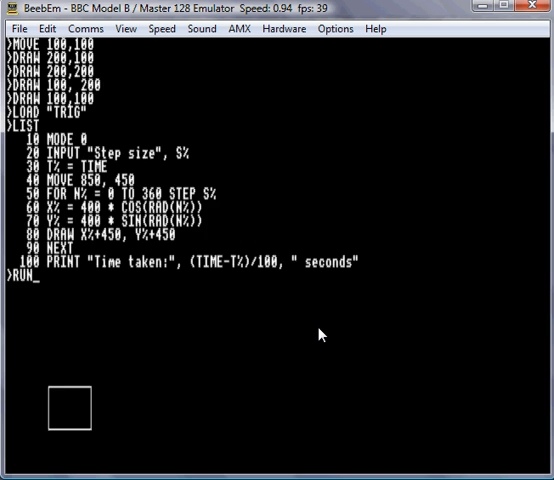 BeebEm - BBC Model B / Master 128 Emulator Speed: 0.94 fps: 39
File Edit Comms View Speed Sound AMX Hardware Options Help
>MOVE 100,100
>DRAW 200,100
>DRAW 200,200
>DRAW 100, 200
>DRAW 100,100
>LOAD "TRIG"
>LIST
10 MODE 0
20 INPUT "Step size", S%
30 T% = TIME
40 MOVE 850, 450
50 FOR N% = 0 TO 360 STEP S%
60 X% = 400 * COS(RAD(N%))
70 Y% = 400 * SIN(RAD(N%))
80 DRAW X%+450, Y%+450
90 NEXT
100 PRINT "Time taken:", (TIME-T%)/100, " seconds"
>RUN_